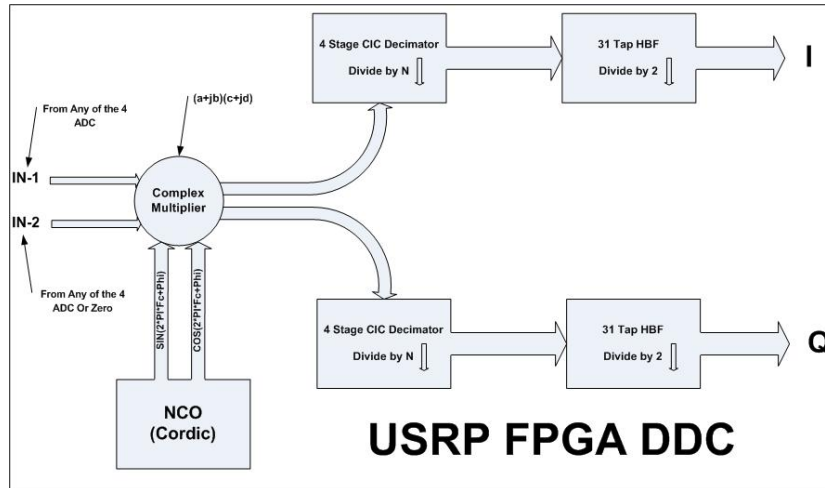 4 Stage CIC Decimator
Divide by N
31 Tap HBF
Divide by 2
I
(a+jb)(c+jd)
From Any of the 4
ADC
IN-1
Complex
Multiplier
IN-2
From Any of the 4
ADC Or Zero
SIN(2*PI*Fc+Phi)
COS(2*PI*Fc+Phi)
4 Stage CIC Decimator
Divide by N
31 Tap HBF
Divide by 2
Q
NCO
(Cordic)
USRP FPGA DDC